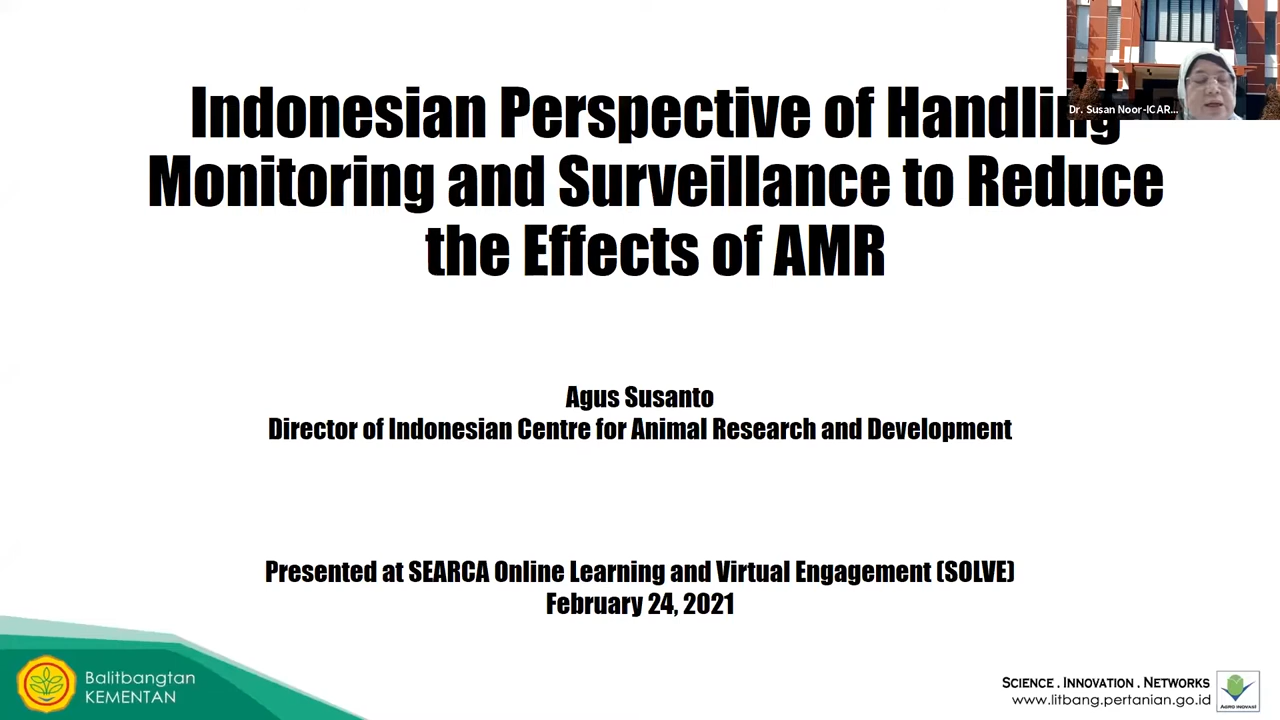 Indonesian Perspective of Handling
Monitoring and Surveillance to Reduce
the Effects of AMR
Dr. Susan Noor-ICAR...
Agus Susanto
Director of Indonesian Centre for Animal Research and Development
Presented at SEARCA Online Learning and Virtual Engagement (SOLVE)
February 24, 2021
Balitbangtan
KEMENTAN
SCIENCE . INNOVATION . NETWORKS
www.litbang.pertanian.go.id
AGRO INOVASI